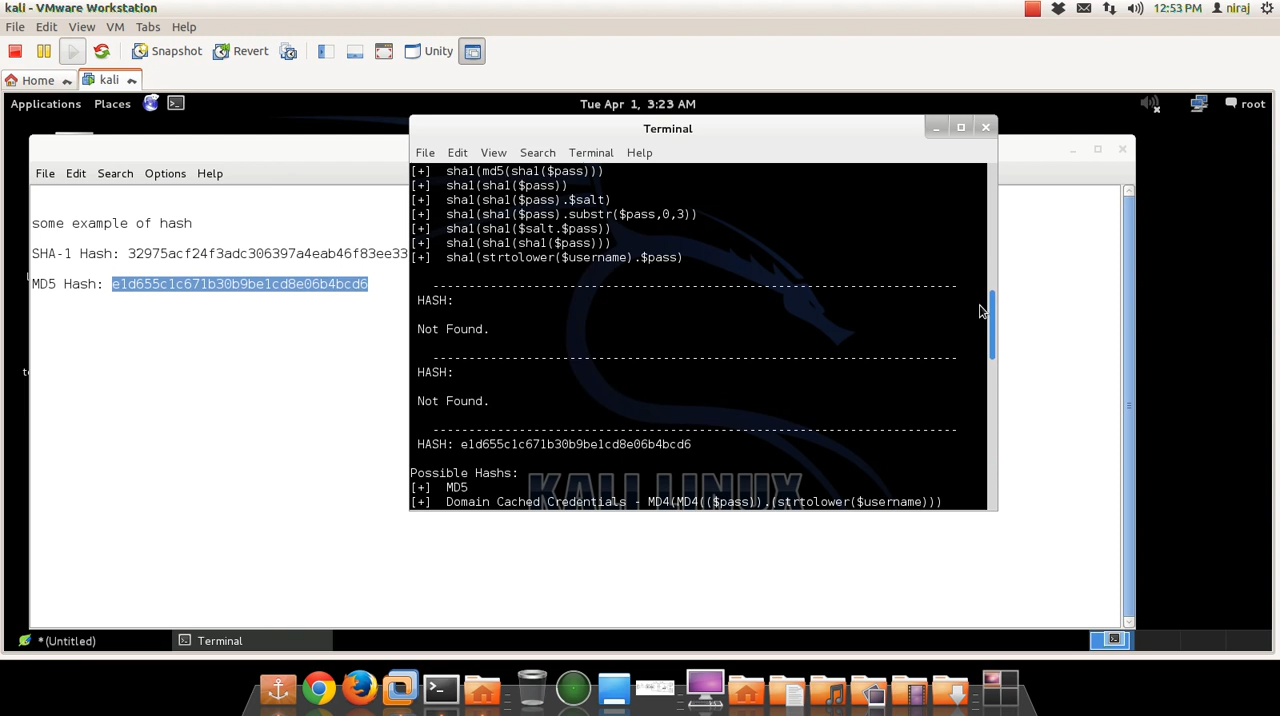 kali - VMware Workstation
12:53 PM niraj
File Edit View VM Tabs Help
Snapshot Revert Unity
Home kali
Applications Places Tue Apr 1, 3:23 AM root
Terminal
File Edit View Search Terminal Help
File Edit Search Options Help
some example of hash
SHA-1 Hash: 32975acf24f3adc306397a4eab46f83ee33
MD5 Hash: e1d655c1c671b30b9be1cd8e06b4bcd6
[+] sha1(md5(sha1($pass)))
[+] sha1(sha1($pass))
[+] sha1(sha1($pass).$salt)
[+] sha1(sha1($pass).substr($pass,0,3))
[+] sha1(sha1($salt.$pass))
[+] sha1(sha1(sha1($pass)))
[+] sha1(strtolower($username).$pass)
HASH:
Not Found.
HASH:
Not Found.
HASH: e1d655c1c671b30b9be1cd8e06b4bcd6
Possible Hashs:
[+] MD5
[+] Domain Cached Credentials - MD4(MD4(($pass)).(strtolower($username)))
KALI LINUX
*(Untitled) Terminal